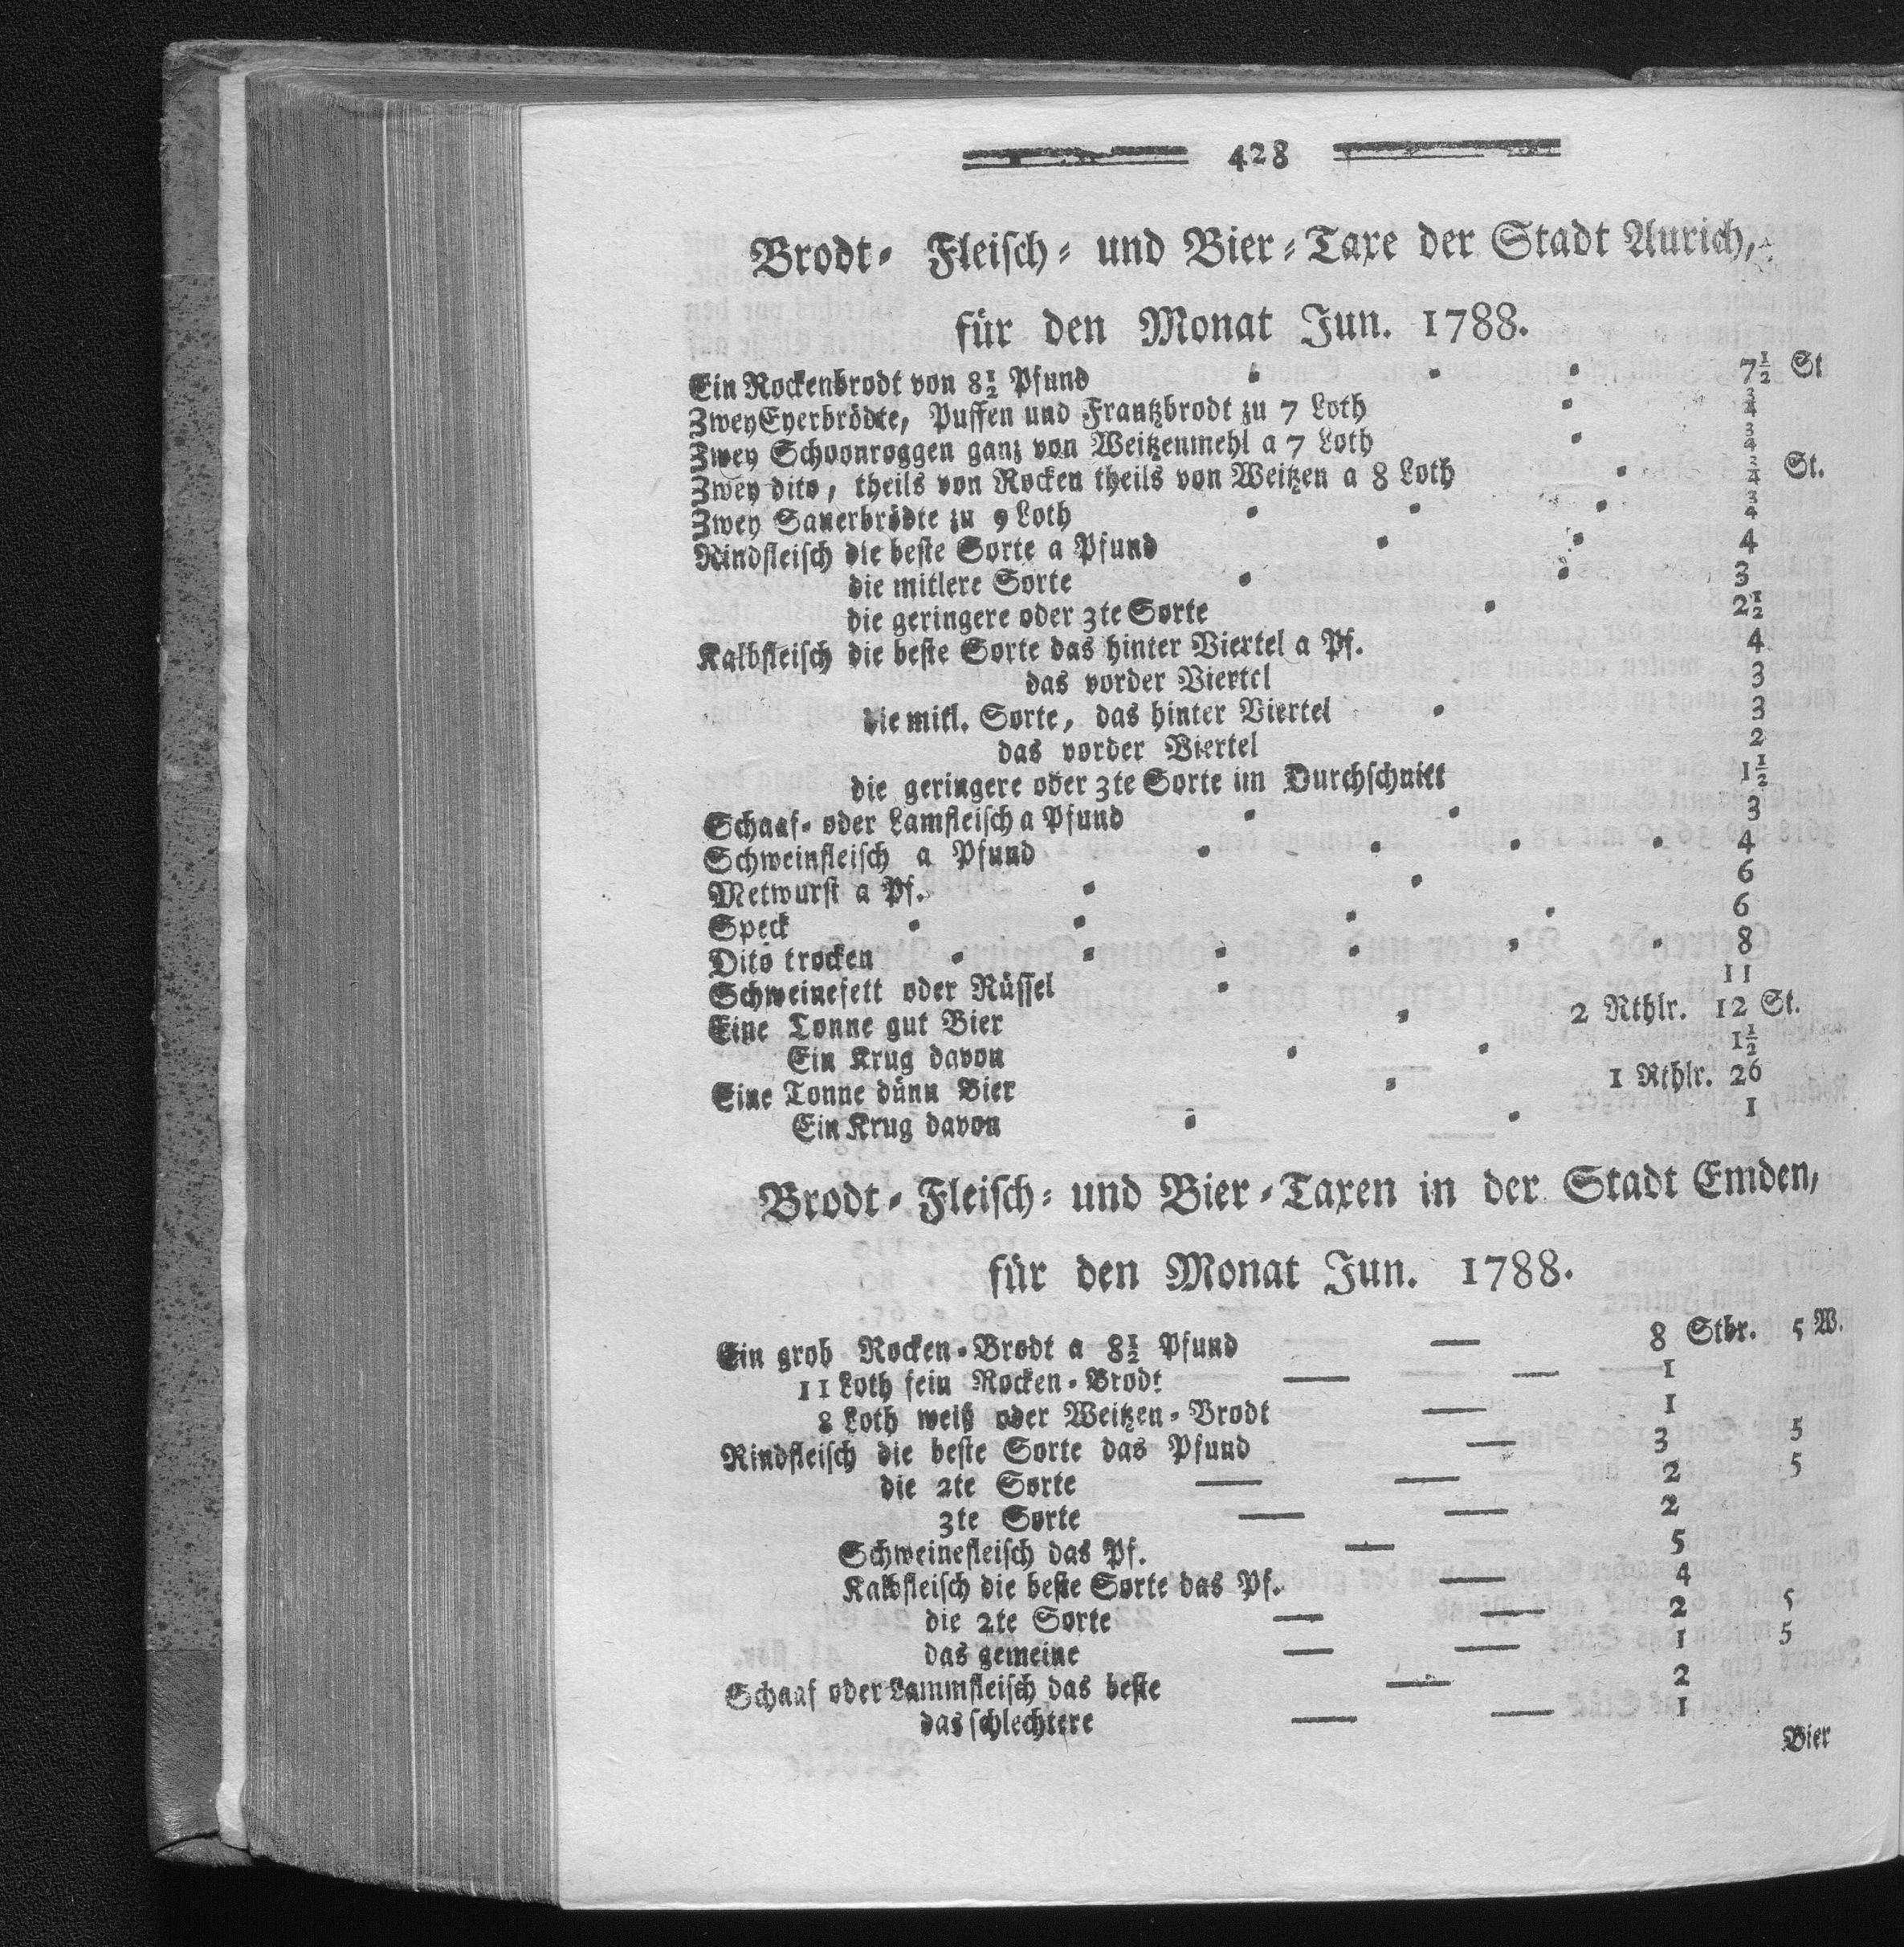 428
Brodt- Fleisch- und Bier-Taxe der Stadt Aurich,
für den Monat Jun. 1788.
Ein Rockenbrodt von 8½ Pfund 7½ St
Zwey Eyerbrödte, Puffen und Frantzbrodt zu 7 Loth ¾
Zwey Schoonroggen ganz von Weitzenmehl a 7 Loth ¾
Zwey dito, theils von Rocken theils von Weitzen a 8 Loth ¾ St.
Zwey Sauerbrödte zu 9 Loth ¾
Rindfleisch die beste Sorte a Pfund 4
die mitlere Sorte 3
die geringere oder 3te Sorte 2½
Kalbfleisch die beste Sorte das hinter Viertel a Pf. 4
das vorder Viertel 3
die mitl. Sorte, das hinter Viertel 3
das vorder Viertel 2
die geringere oder 3te Sorte im Durchschnitt 1½
Schaaf- oder Lamfleisch a Pfund 3
Schweinfleisch a Pfund 4
Metwurst a Pf. 6
Speck 6
Dito trocken 8
Schweinefett oder Rüssel 11
Eine Tonne gut Bier 2 Rthlr. 12 St.
Ein Krug davon 1½
Eine Tonne dünn Bier 1 Rthlr. 26
Ein Krug davon 1
Brodt-Fleisch- und Bier-Taxen in der Stadt Emden,
für den Monat Jun. 1788.
Ein grob Rocken-Brodt a 8½ Pfund — 8 Stbr. 5 W.
11 Loth fein Rocken-Brodt — — 1
8 Loth weiß oder Weitzen-Brodt — 1
Rindfleisch die beste Sorte das Pfund — 3 5
die 2te Sorte — — 2 5
3te Sorte — — 2
Schweinefleisch das Pf. — 5
Kalbfleisch die beste Sorte das Pf. — 4
die 2te Sorte — — 2 5
das gemeine — — 1 5
Schaaf oder Lammfleisch das beste — 2
das schlechtere — — 1
Bier